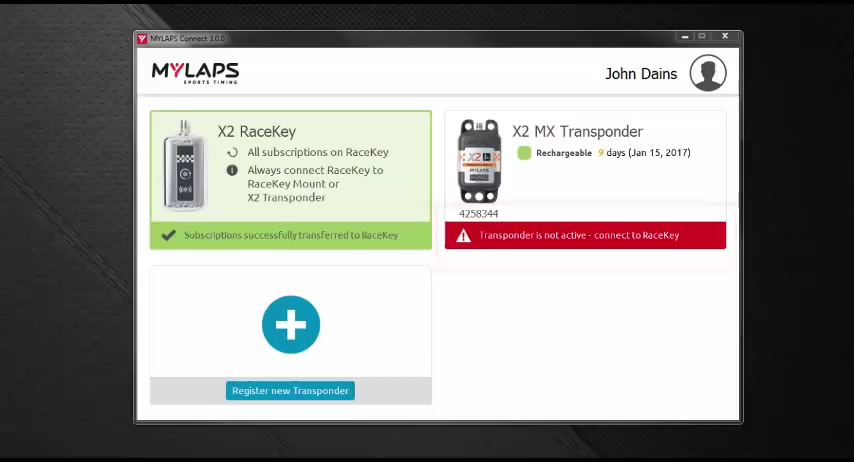 MYLAPS Connect 3.0.0
MYLAPS
SPORTS TIMING
John Dains
X2 RaceKey
All subscriptions on RaceKey
Always connect RaceKey to
RaceKey Mount or
X2 Transponder
Subscriptions successfully transferred to RaceKey
X2 MX Transponder
Rechargeable 9 days (Jan 15, 2017)
X2
MYLAPS
4258344
Transponder is not active - connect to RaceKey
Register new Transponder